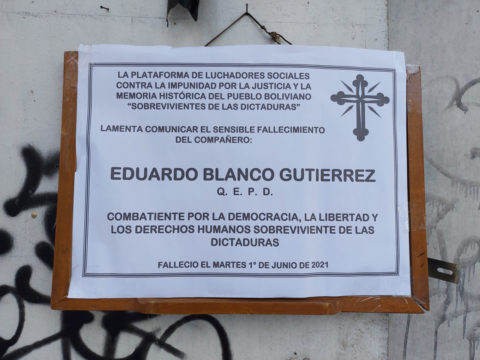 LA PLATAFORMA DE LUCHADORES SOCIALES
CONTRA LA IMPUNIDAD POR LA JUSTICIA Y LA
MEMORIA HISTÓRICA DEL PUEBLO BOLIVIANO
"SOBREVIVIENTES DE LAS DICTADURAS"
LAMENTA COMUNICAR EL SENSIBLE FALLECIMIENTO
DEL COMPAÑERO:
EDUARDO BLANCO GUTIERREZ
Q. E. P. D.
COMBATIENTE POR LA DEMOCRACIA, LA LIBERTAD Y
LOS DERECHOS HUMANOS SOBREVIVIENTE DE LAS
DICTADURAS
FALLECIO EL MARTES 1° DE JUNIO DE 2021